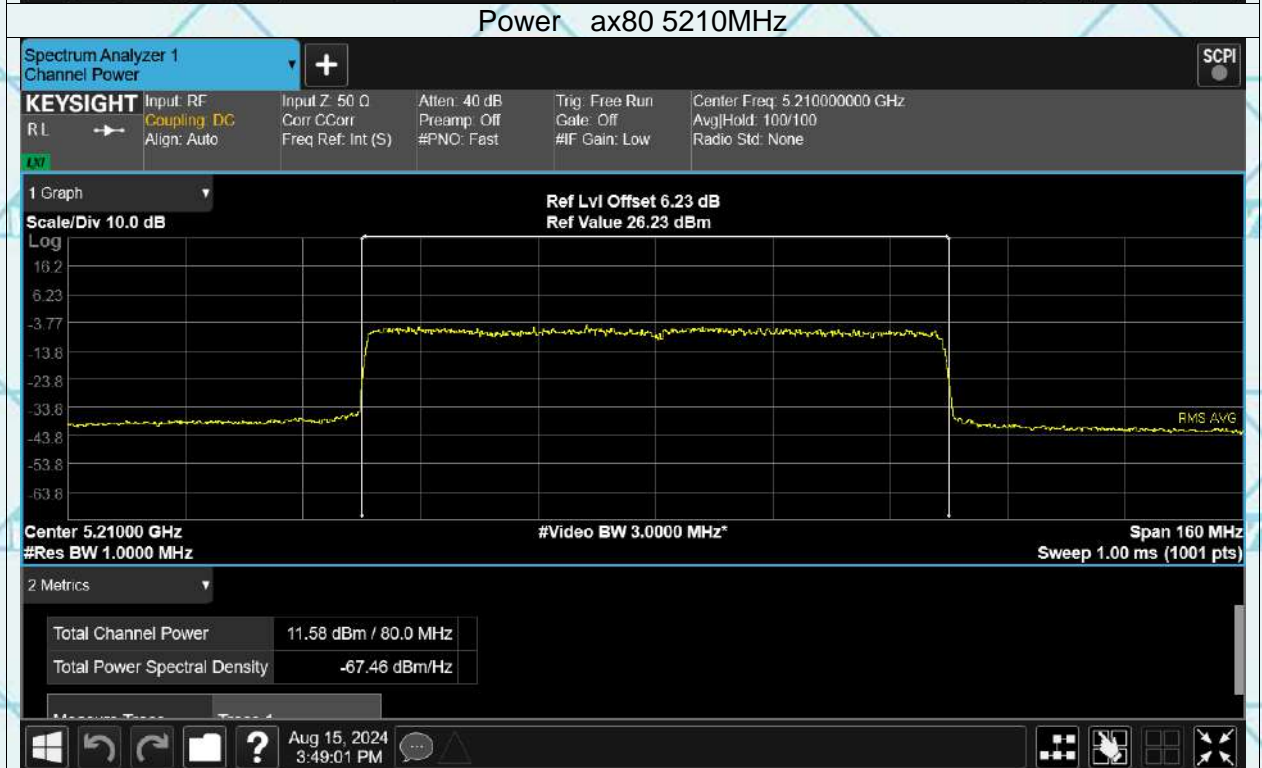 Power ax80 5210MHz
Spectrum Analyzer 1
Channel Power
+
SCPI
KEYSIGHT
RL
LXI
Input: RF
Coupling: DC
Align: Auto
Input Z: 50 Ω
Corr CCorr
Freq Ref: Int (S)
Atten: 40 dB
Preamp: Off
#PNO: Fast
Trig: Free Run
Gate: Off
#IF Gain: Low
Center Freq: 5.210000000 GHz
Avg|Hold: 100/100
Radio Std: None
1 Graph
Scale/Div 10.0 dB
Ref Lvl Offset 6.23 dB
Ref Value 26.23 dBm
Log
16.2
6.23
-3.77
-13.8
-23.8
-33.8
-43.8
-53.8
-63.8
RMS AVG
Center 5.21000 GHz
#Res BW 1.0000 MHz
#Video BW 3.0000 MHz*
Span 160 MHz
Sweep 1.00 ms (1001 pts)
2 Metrics
Total Channel Power 11.58 dBm / 80.0 MHz
Total Power Spectral Density -67.46 dBm/Hz
?
Aug 15, 2024
3:49:01 PM